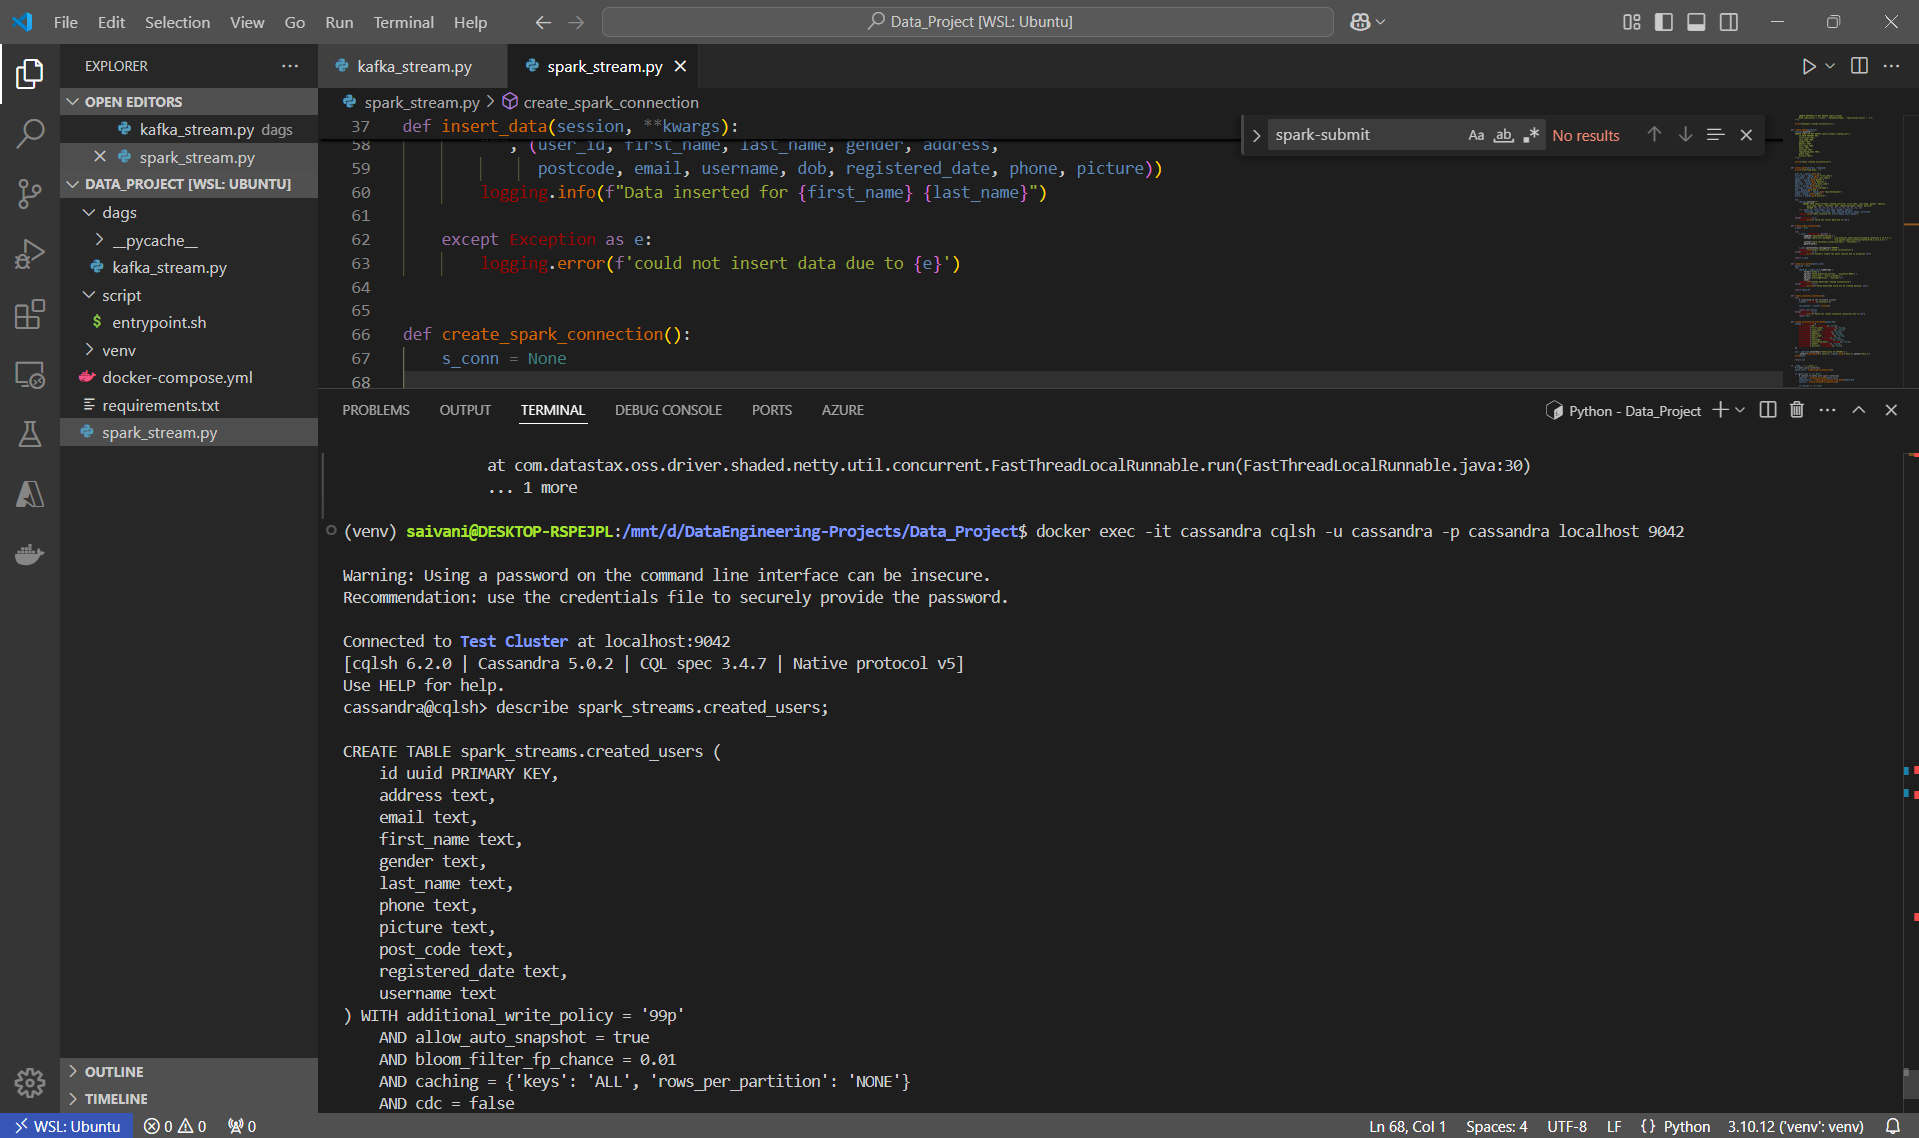 File Edit Selection View Go Run Terminal Help
Data_Project [WSL: Ubuntu]
EXPLORER
OPEN EDITORS
kafka_stream.py dags
spark_stream.py
DATA_PROJECT [WSL: UBUNTU]
dags
__pycache__
kafka_stream.py
script
$ entrypoint.sh
venv
docker-compose.yml
requirements.txt
spark_stream.py
OUTLINE
TIMELINE
kafka_stream.py
spark_stream.py
spark_stream.py > create_spark_connection
37 def insert_data(session, **kwargs):
58 , (user_id, first_name, last_name, gender, address,
59 postcode, email, username, dob, registered_date, phone, picture))
60 logging.info(f"Data inserted for {first_name} {last_name}")
61
62 except Exception as e:
63 logging.error(f'could not insert data due to {e}')
64
65
66 def create_spark_connection():
67 s_conn = None
68
spark-submit
Aa ab .*
No results
PROBLEMS OUTPUT TERMINAL DEBUG CONSOLE PORTS AZURE
Python - Data_Project
at com.datastax.oss.driver.shaded.netty.util.concurrent.FastThreadLocalRunnable.run(FastThreadLocalRunnable.java:30)
... 1 more
(venv) saivani@DESKTOP-RSPEJPL:/mnt/d/DataEngineering-Projects/Data_Project$ docker exec -it cassandra cqlsh -u cassandra -p cassandra localhost 9042
Warning: Using a password on the command line interface can be insecure.
Recommendation: use the credentials file to securely provide the password.
Connected to Test Cluster at localhost:9042
[cqlsh 6.2.0 | Cassandra 5.0.2 | CQL spec 3.4.7 | Native protocol v5]
Use HELP for help.
cassandra@cqlsh> describe spark_streams.created_users;
CREATE TABLE spark_streams.created_users (
id uuid PRIMARY KEY,
address text,
email text,
first_name text,
gender text,
last_name text,
phone text,
picture text,
post_code text,
registered_date text,
username text
) WITH additional_write_policy = '99p'
AND allow_auto_snapshot = true
AND bloom_filter_fp_chance = 0.01
AND caching = {'keys': 'ALL', 'rows_per_partition': 'NONE'}
AND cdc = false
WSL: Ubuntu 0 0 0
Ln 68, Col 1 Spaces: 4 UTF-8 LF {} Python 3.10.12 ('venv': venv)